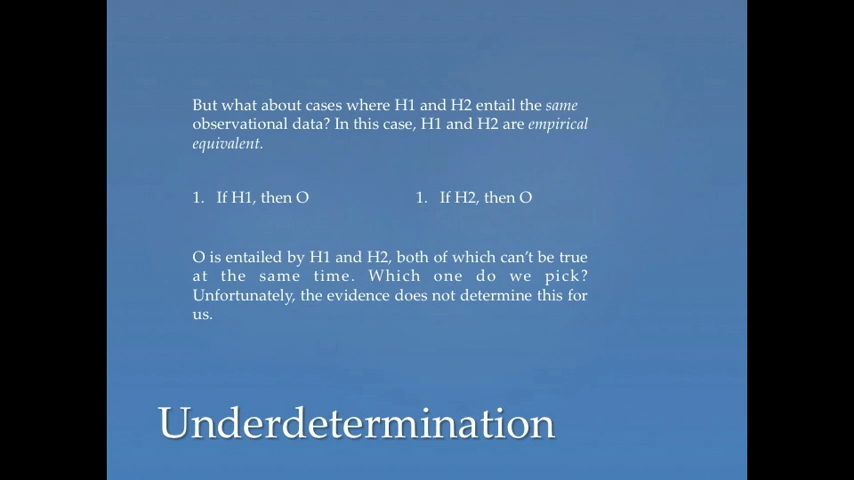 But what about cases where H1 and H2 entail the same
observational data? In this case, H1 and H2 are empirical
equivalent.
1. If H1, then O
1. If H2, then O
O is entailed by H1 and H2, both of which can’t be true
at the same time. Which one do we pick?
Unfortunately, the evidence does not determine this for
us.
Underdetermination